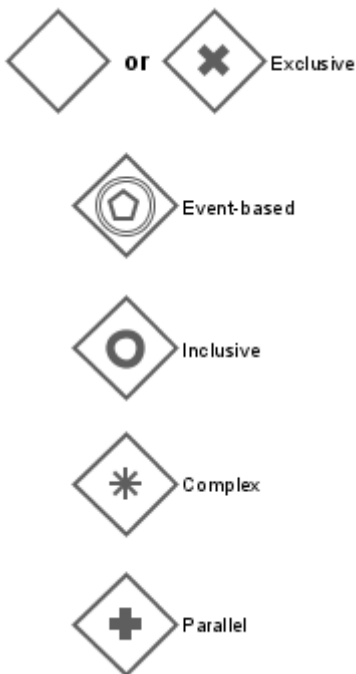 or Exclusive
Event-based
Inclusive
Complex
Parallel